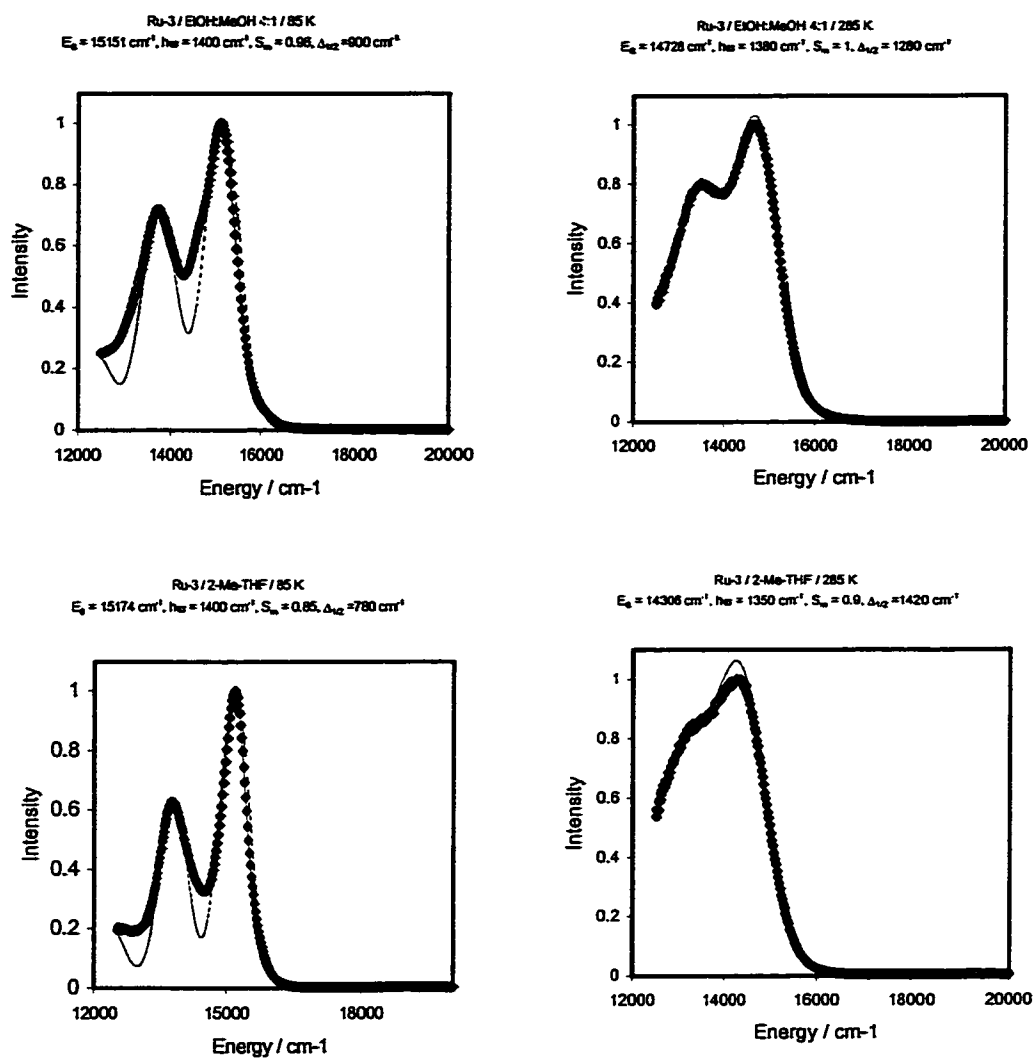 Ru-3 / EtOH:MeOH 4:1 / 85 K
E₀ = 15151 cm⁻¹, hϖ = 1400 cm⁻¹, Sₘ = 0.96, Δ₁/₂ =900 cm⁻¹
Intensity
1
0.8
0.6
0.4
0.2
0
12000 14000 16000 18000 20000
Energy / cm-1
Ru-3 / EtOH:MeOH 4:1 / 285 K
E₀ = 14728 cm⁻¹, hϖ = 1380 cm⁻¹, Sₘ = 1, Δ₁/₂ = 1280 cm⁻¹
Intensity
1
0.8
0.6
0.4
0.2
0
12000 14000 16000 18000 20000
Energy / cm-1
Ru-3 / 2-Me-THF / 85 K
E₀ = 15174 cm⁻¹, hϖ = 1400 cm⁻¹, Sₘ = 0.85, Δ₁/₂ =780 cm⁻¹
Intensity
1
0.8
0.6
0.4
0.2
0
12000 15000 18000
Energy / cm-1
Ru-3 / 2-Me-THF / 285 K
E₀ = 14306 cm⁻¹, hϖ = 1350 cm⁻¹, Sₘ = 0.9, Δ₁/₂ =1420 cm⁻¹
Intensity
1
0.8
0.6
0.4
0.2
0
12000 14000 16000 18000 20000
Energy / cm-1